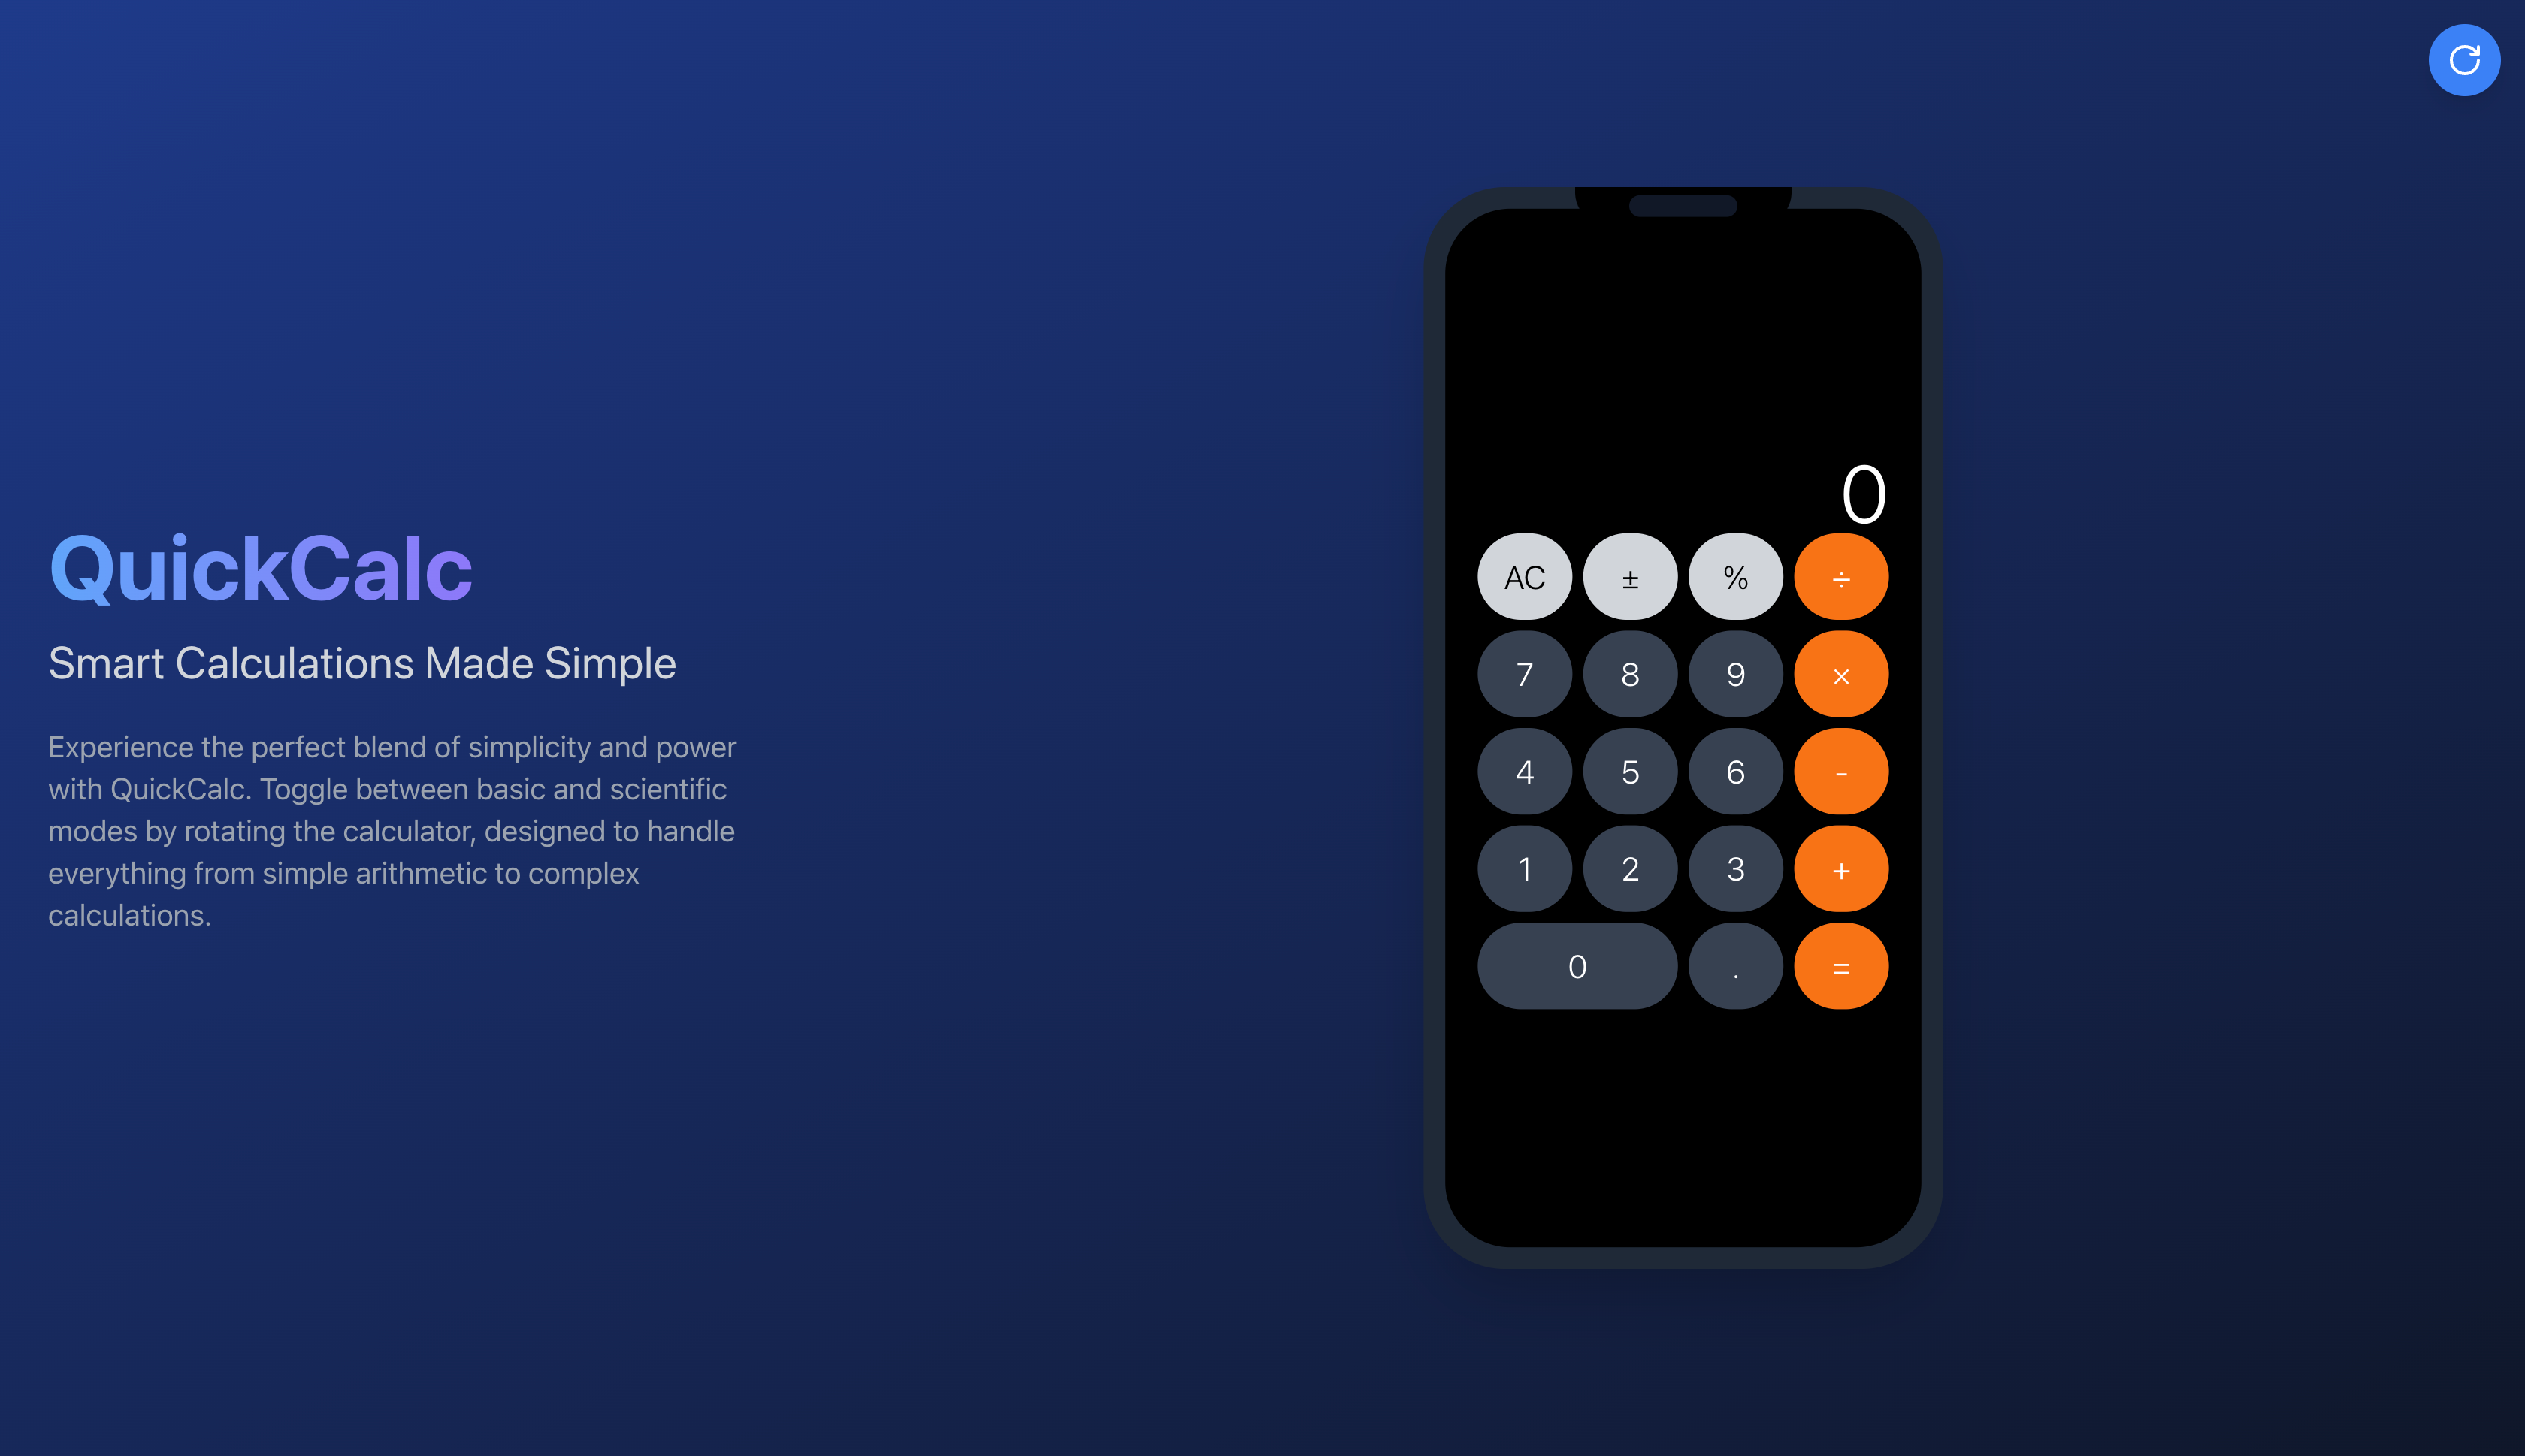 QuickCalc
Smart Calculations Made Simple
Experience the perfect blend of simplicity and power
with QuickCalc. Toggle between basic and scientific
modes by rotating the calculator, designed to handle
everything from simple arithmetic to complex
calculations.
0
AC ± % ÷
7 8 9 ×
4 5 6 -
1 2 3 +
0 . =